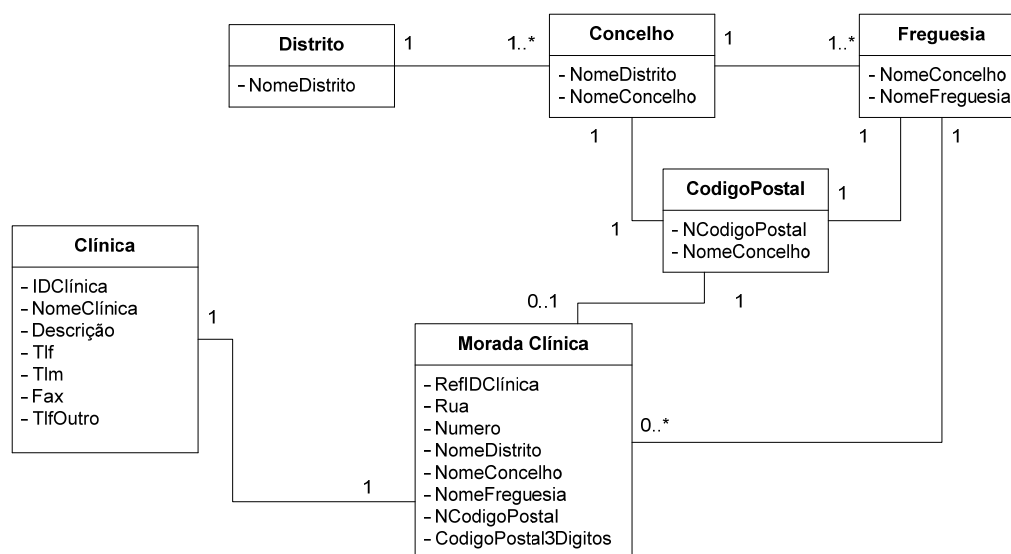 Distrito
- NomeDistrito
1
1..*
Concelho
- NomeDistrito
- NomeConcelho
1
1..*
Freguesia
- NomeConcelho
- NomeFreguesia
1
1
1
CodigoPostal
- NCodigoPostal
- NomeConcelho
1
1
Clínica
- IDClínica
- NomeClínica
- Descrição
- Tlf
- Tlm
- Fax
- TlfOutro
1
0..1
1
Morada Clínica
- RefIDClínica
- Rua
- Numero
- NomeDistrito
- NomeConcelho
- NomeFreguesia
- NCodigoPostal
- CodigoPostal3Digitos
0..*
1